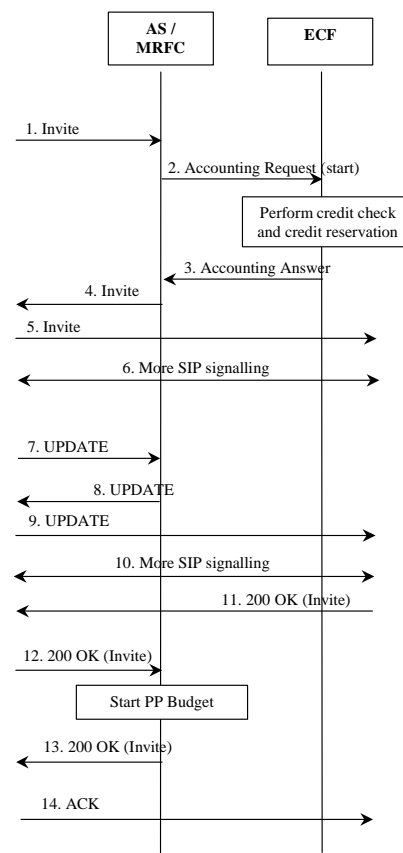 AS /
MRFC
ECF
1. Invite
2. Accounting Request (start)
Perform credit check
and credit reservation
3. Accounting Answer
4. Invite
5. Invite
6. More SIP signalling
7. UPDATE
8. UPDATE
9. UPDATE
10. More SIP signalling
11. 200 OK (Invite)
12. 200 OK (Invite)
Start PP Budget
13. 200 OK (Invite)
14. ACK